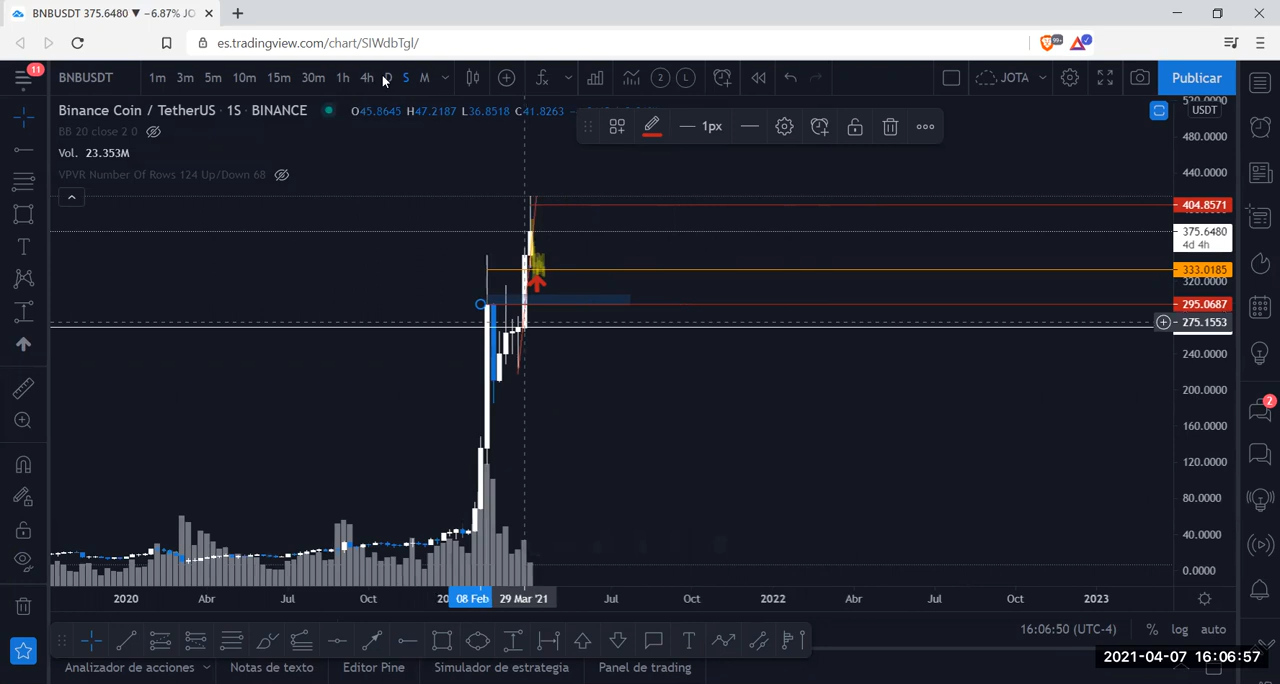 BNBUSDT 375.6480 ▼ −6.87% JO
es.tradingview.com/chart/SIWdbTgl/
99+
11
BNBUSDT 1m 3m 5m 10m 15m 30m 1h 4h D S M 2 L JOTA Publicar
Binance Coin / TetherUS · 1S · BINANCE O45.8645 H47.2187 L36.8518 C41.8263
BB 20 close 2 0
Vol. 23.353M
VPVR Number Of Rows 124 Up/Down 68
1px
USDT
520.0000
480.0000
440.0000
404.8571
375.6480
4d 4h
333.0185
320.0000
295.0687
275.1553
240.0000
200.0000
160.0000
120.0000
80.0000
40.0000
0.0000
2
2020 Abr Jul Oct 08 Feb 29 Mar '21 Jul Oct 2022 Abr Jul Oct 2023
16:06:50 (UTC-4) % log auto
2021-04-07 16:06:57
Analizador de acciones Notas de texto Editor Pine Simulador de estrategia Panel de trading